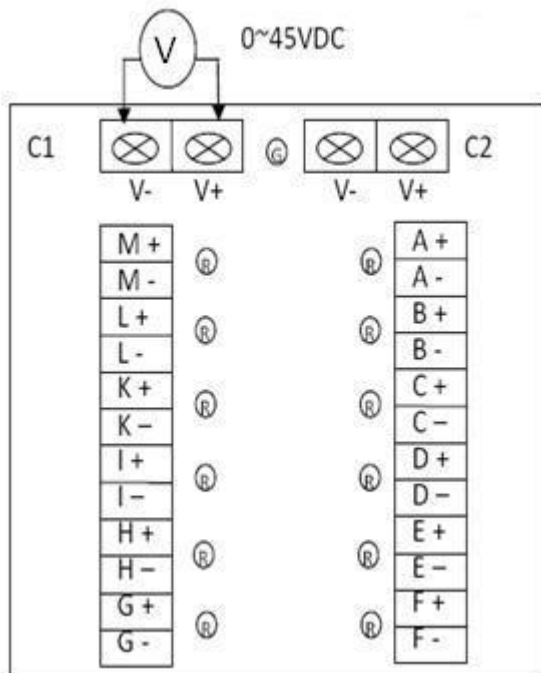 V 0~45VDC
C1 G C2
V- V+ V- V+
M + R R A +
M - A -
L + R R B +
L - B -
K + R R C +
K – C –
I + R R D +
I – D –
H + R R E +
H – E –
G + R R F +
G - F -